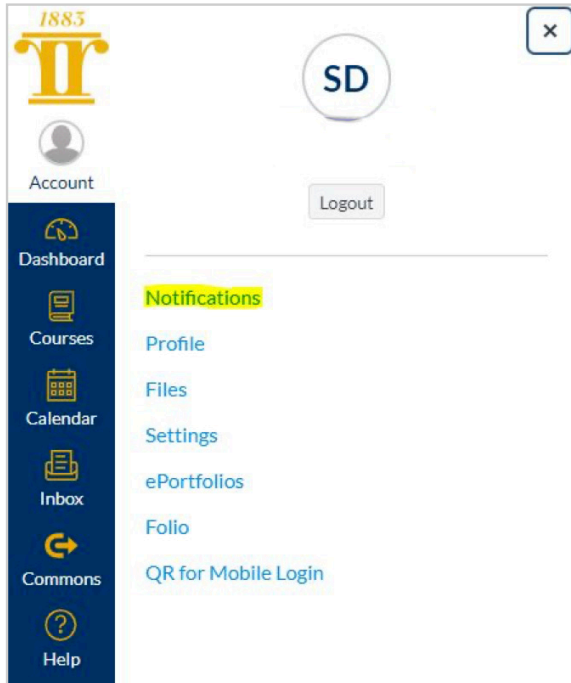 1883
Account
Dashboard
Courses
Calendar
Inbox
Commons
?
Help
×
SD
Logout
Notifications
Profile
Files
Settings
ePortfolios
Folio
QR for Mobile Login